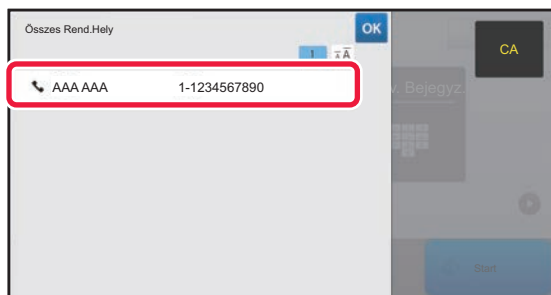 Összes Rend.Hely
OK
CA
1
AAA AAA 1-1234567890
v. Bejegyz.
Start